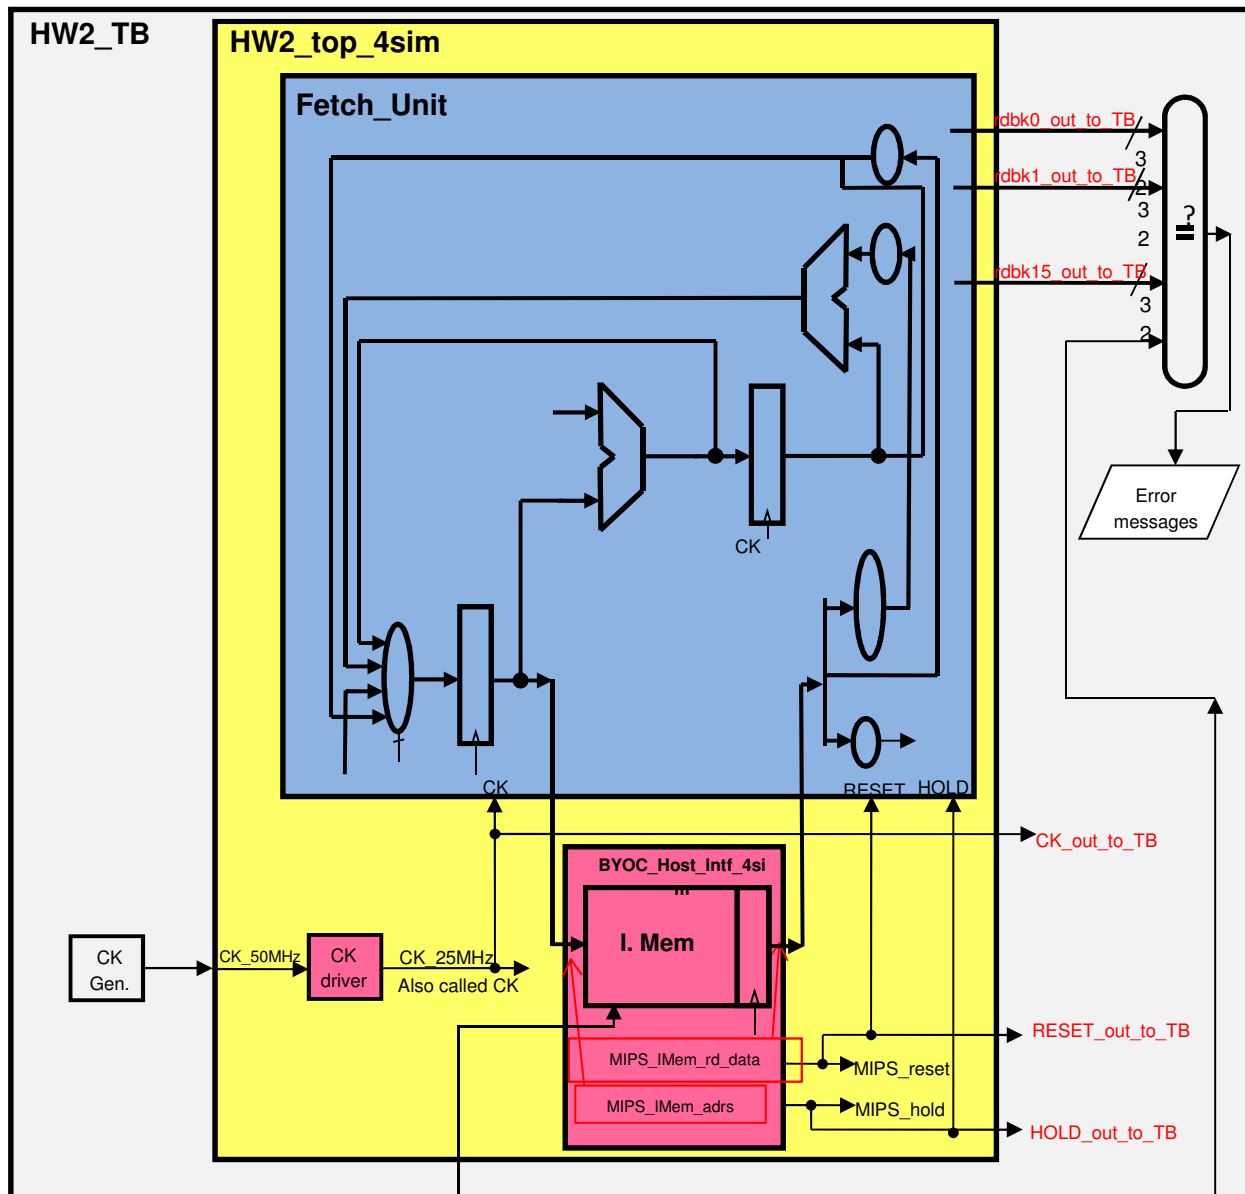 HW2_TB
HW2_top_4sim
Fetch_Unit
rdbk0_out_to_TB
3
2
rdbk1_out_to_TB
3
2
rdbk15_out_to_TB
3
2
=?
Error
messages
CK
CK
RESET
HOLD
CK_out_to_TB
BYOC_Host_Intf_4si
m
I. Mem
CK
Gen.
CK_50MHz
CK
driver
CK_25MHz
Also called CK
MIPS_IMem_rd_data
MIPS_IMem_adrs
MIPS_reset
MIPS_hold
RESET_out_to_TB
HOLD_out_to_TB